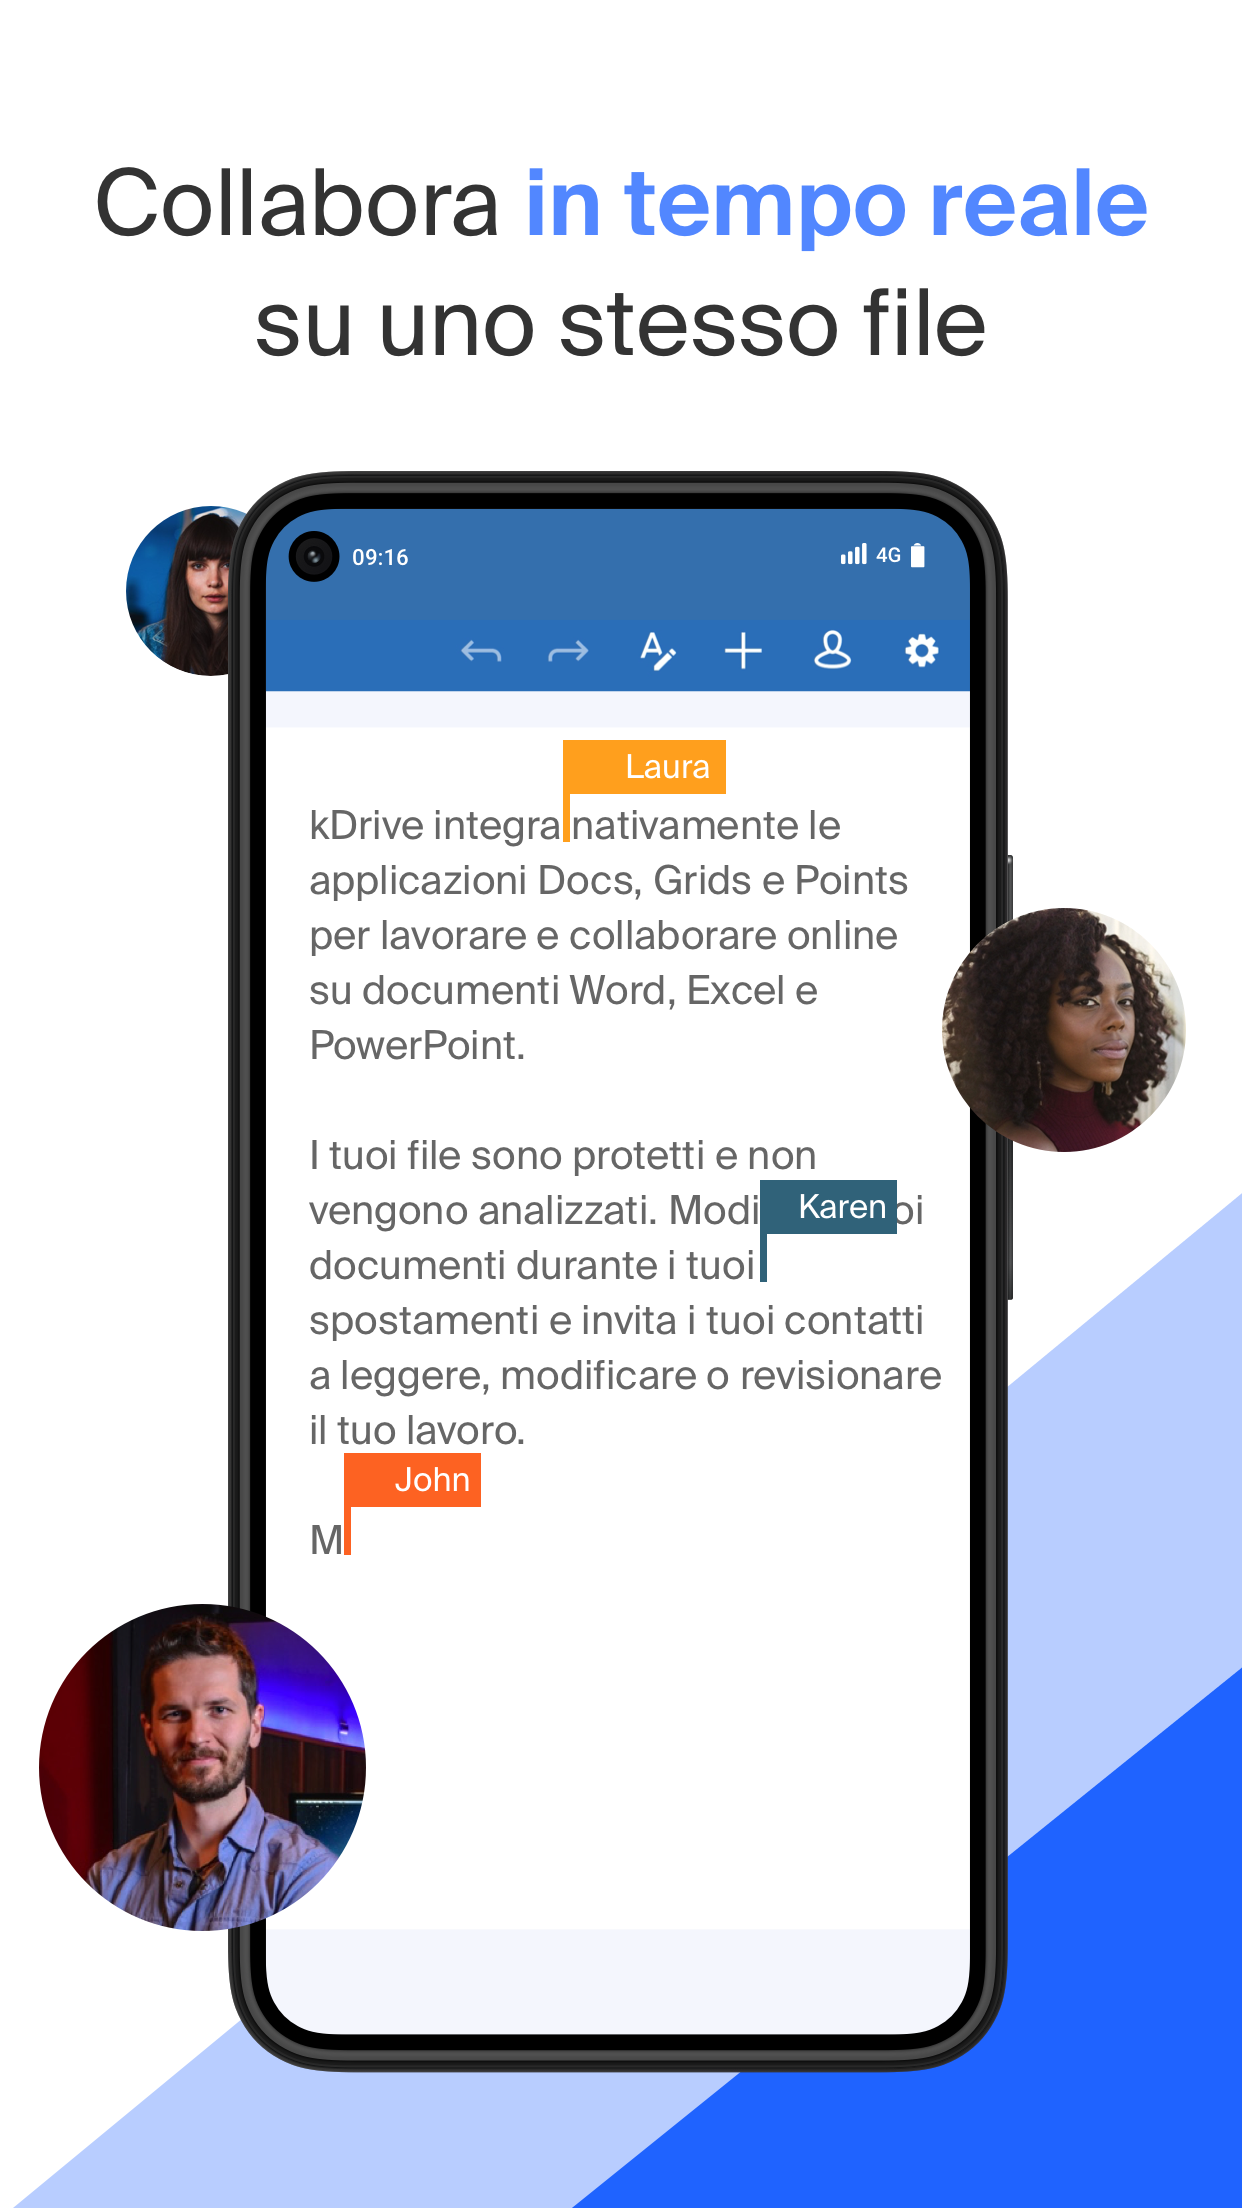 Collabora in tempo reale
su uno stesso file
09:16
4G
Laura
kDrive integra nativamente le
applicazioni Docs, Grids e Points
per lavorare e collaborare online
su documenti Word, Excel e
PowerPoint.
I tuoi file sono protetti e non
vengono analizzati. Modi
Karen
oi
documenti durante i tuoi
spostamenti e invita i tuoi contatti
a leggere, modificare o revisionare
il tuo lavoro.
John
M